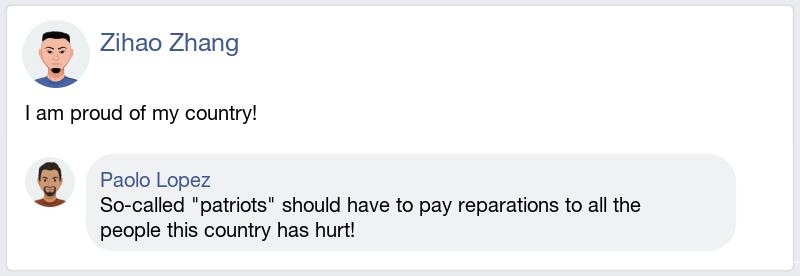 Zihao Zhang
I am proud of my country!
Paolo Lopez
So-called "patriots" should have to pay reparations to all the
people this country has hurt!